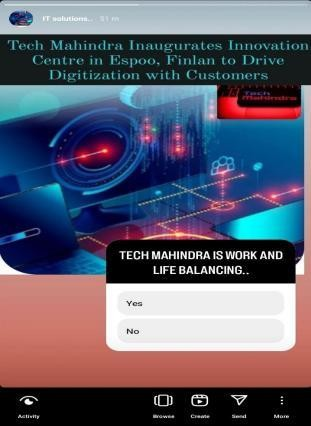 IT solutions.. 51 m
Tech Mahindra Inaugurates Innovation
Centre in Espoo, Finlan to Drive
Digitization with Customers
Tech
Mahindra
TECH MAHINDRA IS WORK AND
LIFE BALANCING..
Yes
No
Activity Browse Create Send More